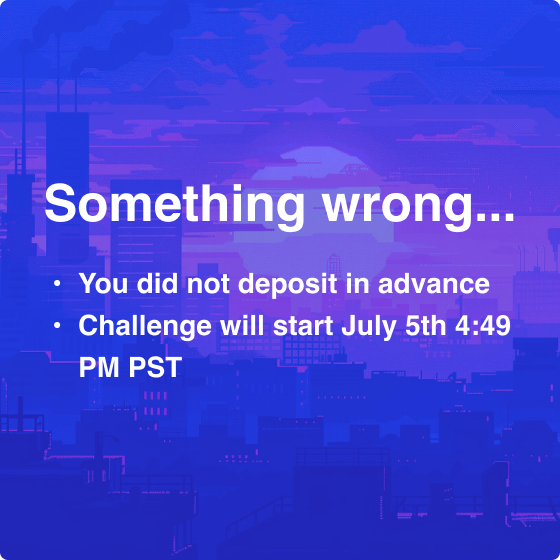 Something wrong...
• You did not deposit in advance
• Challenge will start July 5th 4:49
PM PST